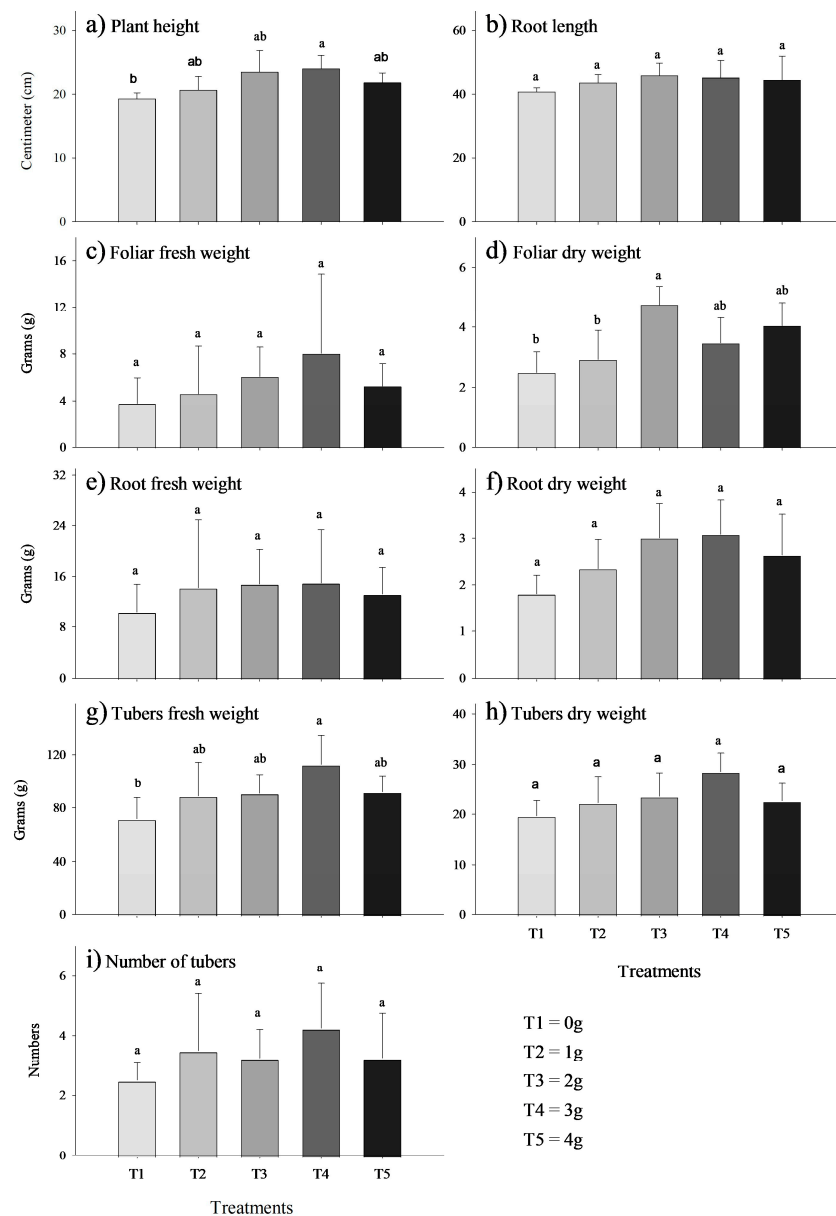 a) Plant height
30
20
10
0
Centimeter (cm)
b
ab
ab
a
ab
b) Root length
60
40
20
0
a
a
a
a
a
c) Foliar fresh weight
16
12
8
4
0
Grams (g)
a
a
a
a
a
d) Foliar dry weight
6
4
2
0
b
b
a
ab
ab
e) Root fresh weight
32
24
16
8
0
Grams (g)
a
a
a
a
a
f) Root dry weight
4
3
2
1
0
a
a
a
a
a
g) Tubers fresh weight
120
80
40
0
Grams (g)
b
ab
ab
a
ab
h) Tubers dry weight
40
30
20
10
0
a
a
a
a
a
T1 T2 T3 T4 T5
Treatments
i) Number of tubers
6
4
2
0
Numbers
a
a
a
a
a
T1 T2 T3 T4 T5
Treatments
T1 = 0g
T2 = 1g
T3 = 2g
T4 = 3g
T5 = 4g